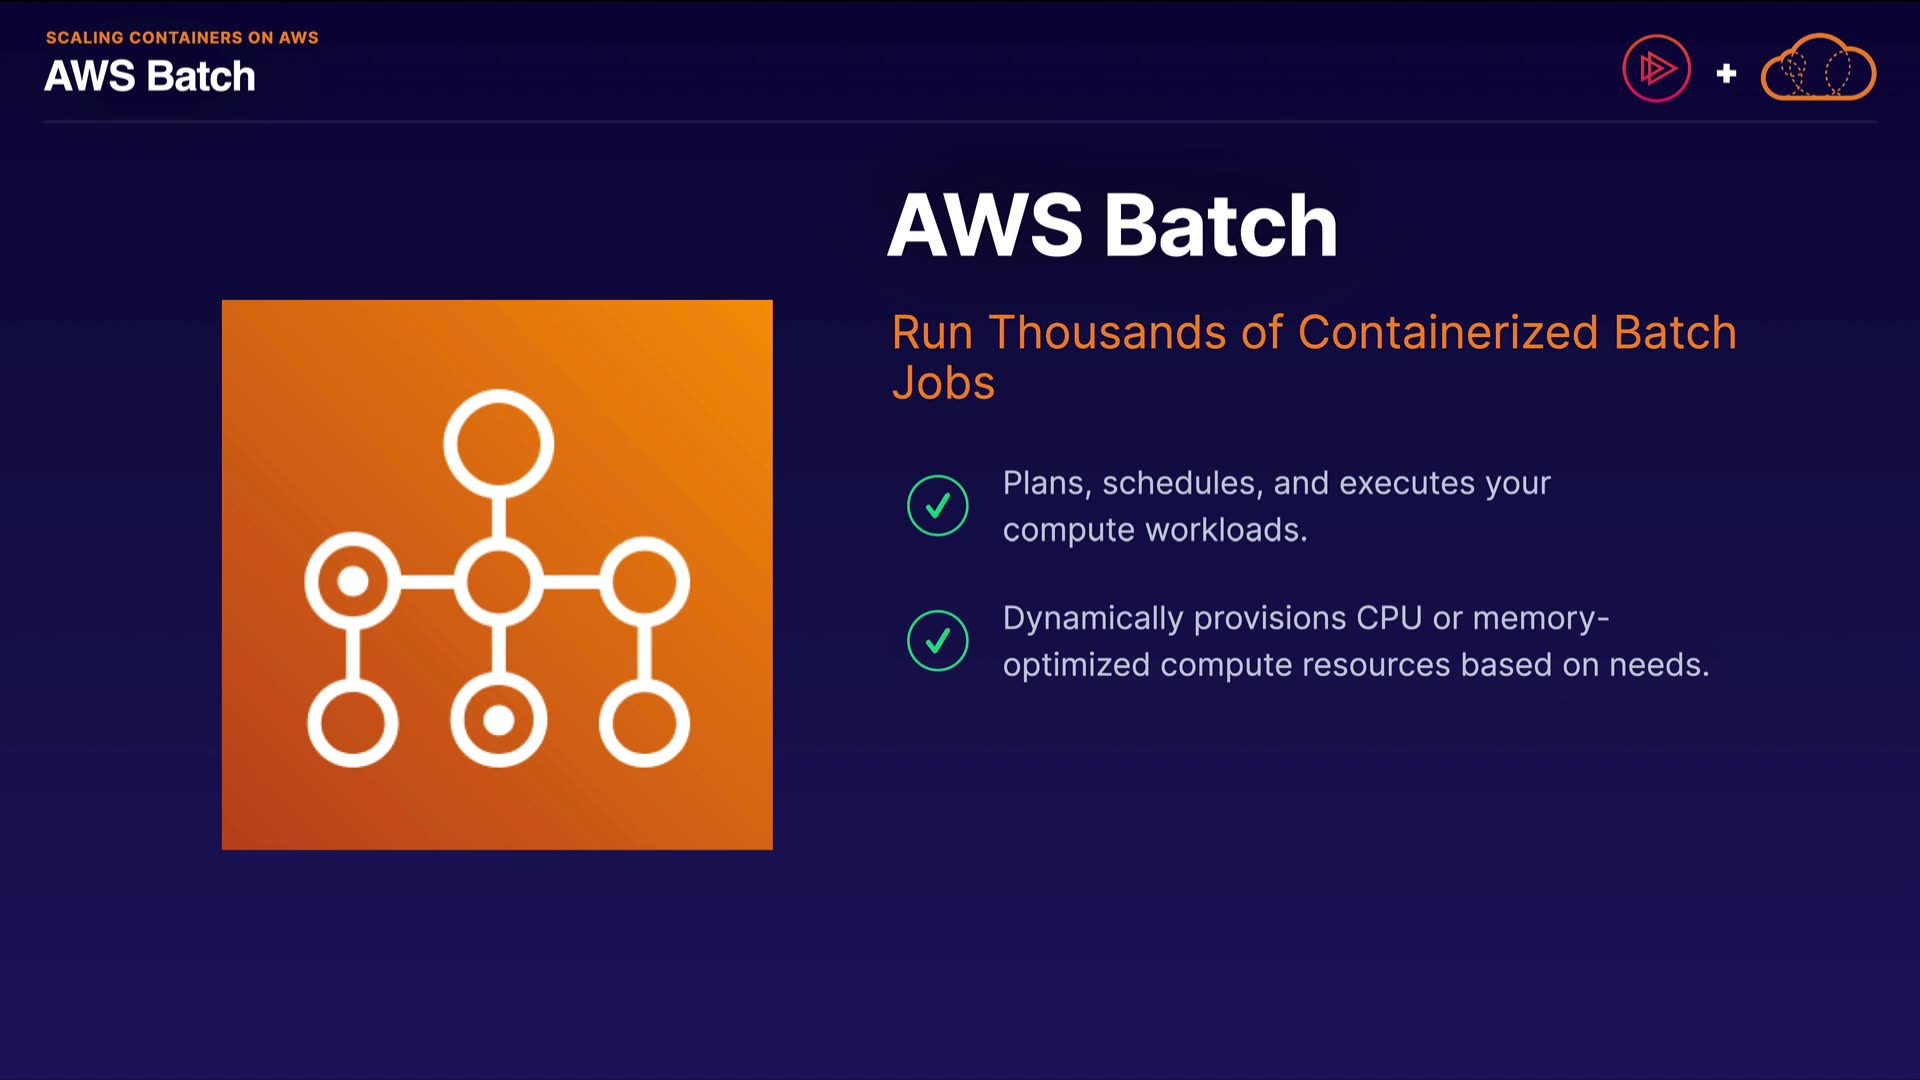 SCALING CONTAINERS ON AWS
AWS Batch
AWS Batch
Run Thousands of Containerized Batch
Jobs
Plans, schedules, and executes your
compute workloads.
Dynamically provisions CPU or memory-
optimized compute resources based on needs.